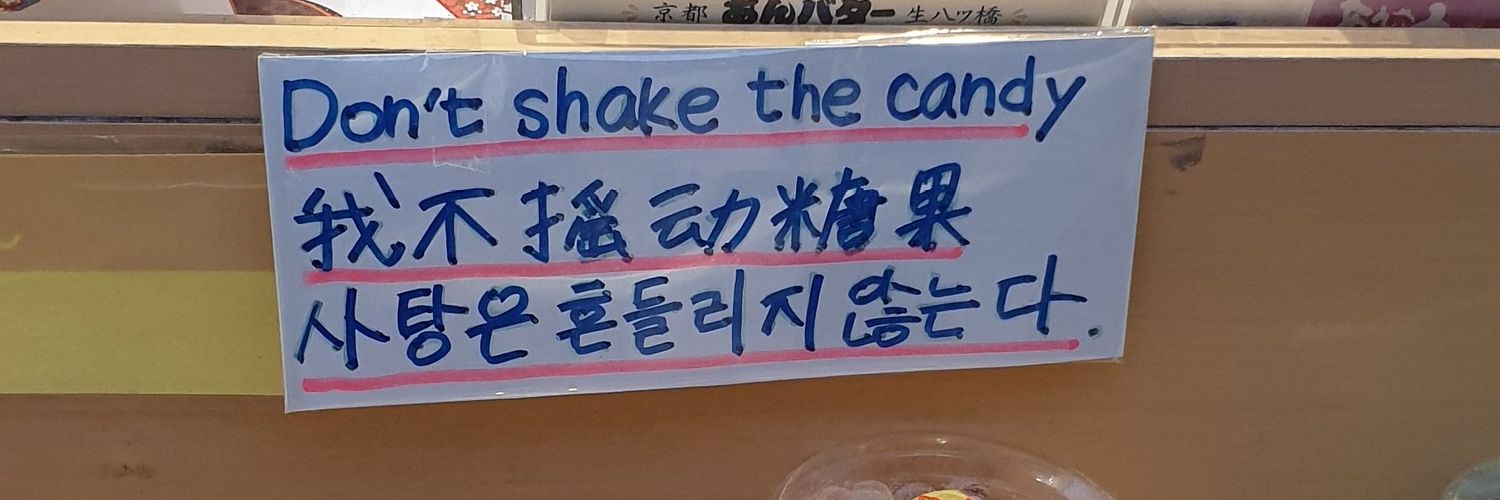 京都 あんバター 生八ツ橋
Don't shake the candy
我不摇动糖果
사탕은 흔들리지 않는다.